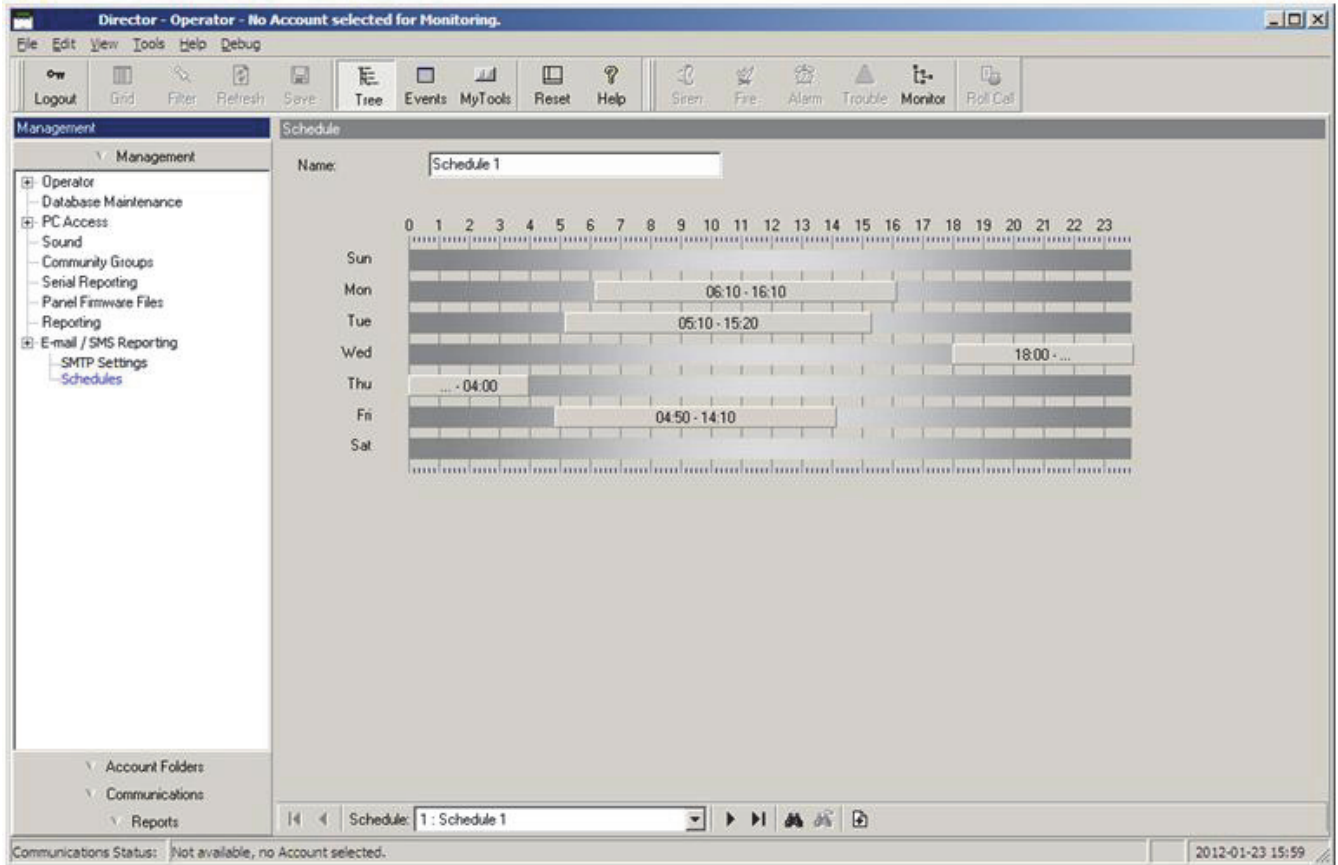 Director - Operator - No Account selected for Monitoring.
File Edit View Tools Help Debug
Logout Grid Filter Refresh Save Tree Events MyTools Reset Help Siren Fire Alarm Trouble Monitor Roll Call
Management
Management
Operator
Database Maintenance
PC Access
Sound
Community Groups
Serial Reporting
Panel Firmware Files
Reporting
E-mail / SMS Reporting
SMTP Settings
Schedules
Account Folders
Communications
Reports
Schedule
Name: Schedule 1
0 1 2 3 4 5 6 7 8 9 10 11 12 13 14 15 16 17 18 19 20 21 22 23
Sun
Mon 06:10 - 16:10
Tue 05:10 - 15:20
Wed 18:00 - ...
Thu ... - 04:00
Fri 04:50 - 14:10
Sat
Schedule: 1 : Schedule 1
Communications Status: Not available, no Account selected.
2012-01-23 15:59